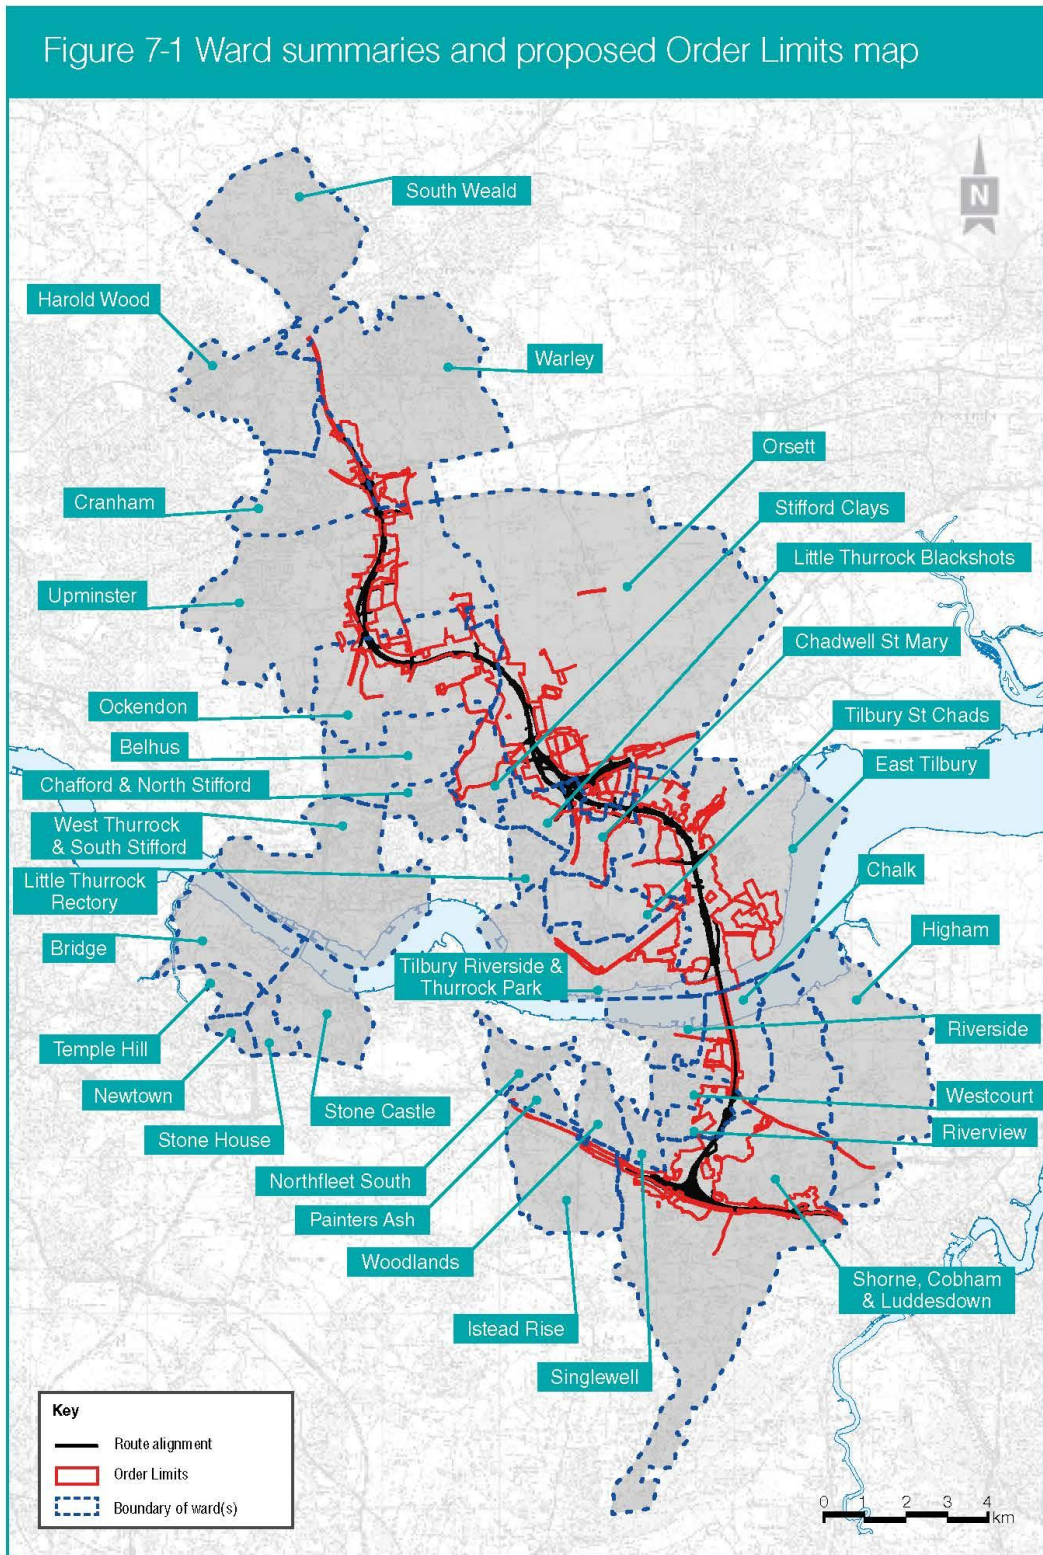 Figure 7-1 Ward summaries and proposed Order Limits map
N
South Weald
Harold Wood
Warley
Orsett
Cranham
Stifford Clays
Little Thurrock Blackshots
Upminster
Chadwell St Mary
Ockendon
Tilbury St Chads
Belhus
East Tilbury
Chafford & North Stifford
West Thurrock
& South Stifford
Chalk
Little Thurrock
Rectory
Higham
Bridge
Tilbury Riverside &
Thurrock Park
Riverside
Temple Hill
Newtown
Westcourt
Stone Castle
Riverview
Stone House
Northfleet South
Painters Ash
Woodlands
Shorne, Cobham
& Luddesdown
Istead Rise
Singlewell
Key
Route alignment
Order Limits
Boundary of ward(s)
0 1 2 3 4
km